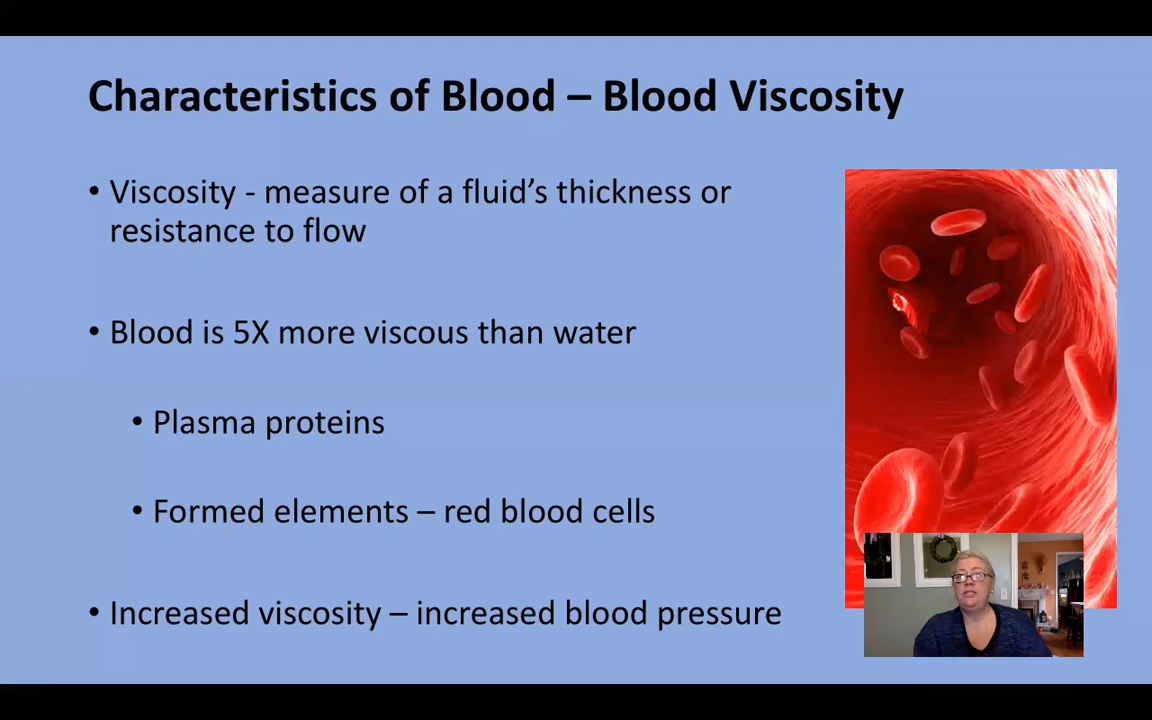 Characteristics of Blood – Blood Viscosity
• Viscosity - measure of a fluid’s thickness or
resistance to flow
• Blood is 5X more viscous than water
• Plasma proteins
• Formed elements – red blood cells
• Increased viscosity – increased blood pressure